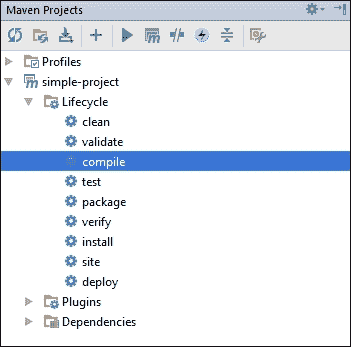 Maven Projects
Profiles
simple-project
Lifecycle
clean
validate
compile
test
package
verify
install
site
deploy
Plugins
Dependencies